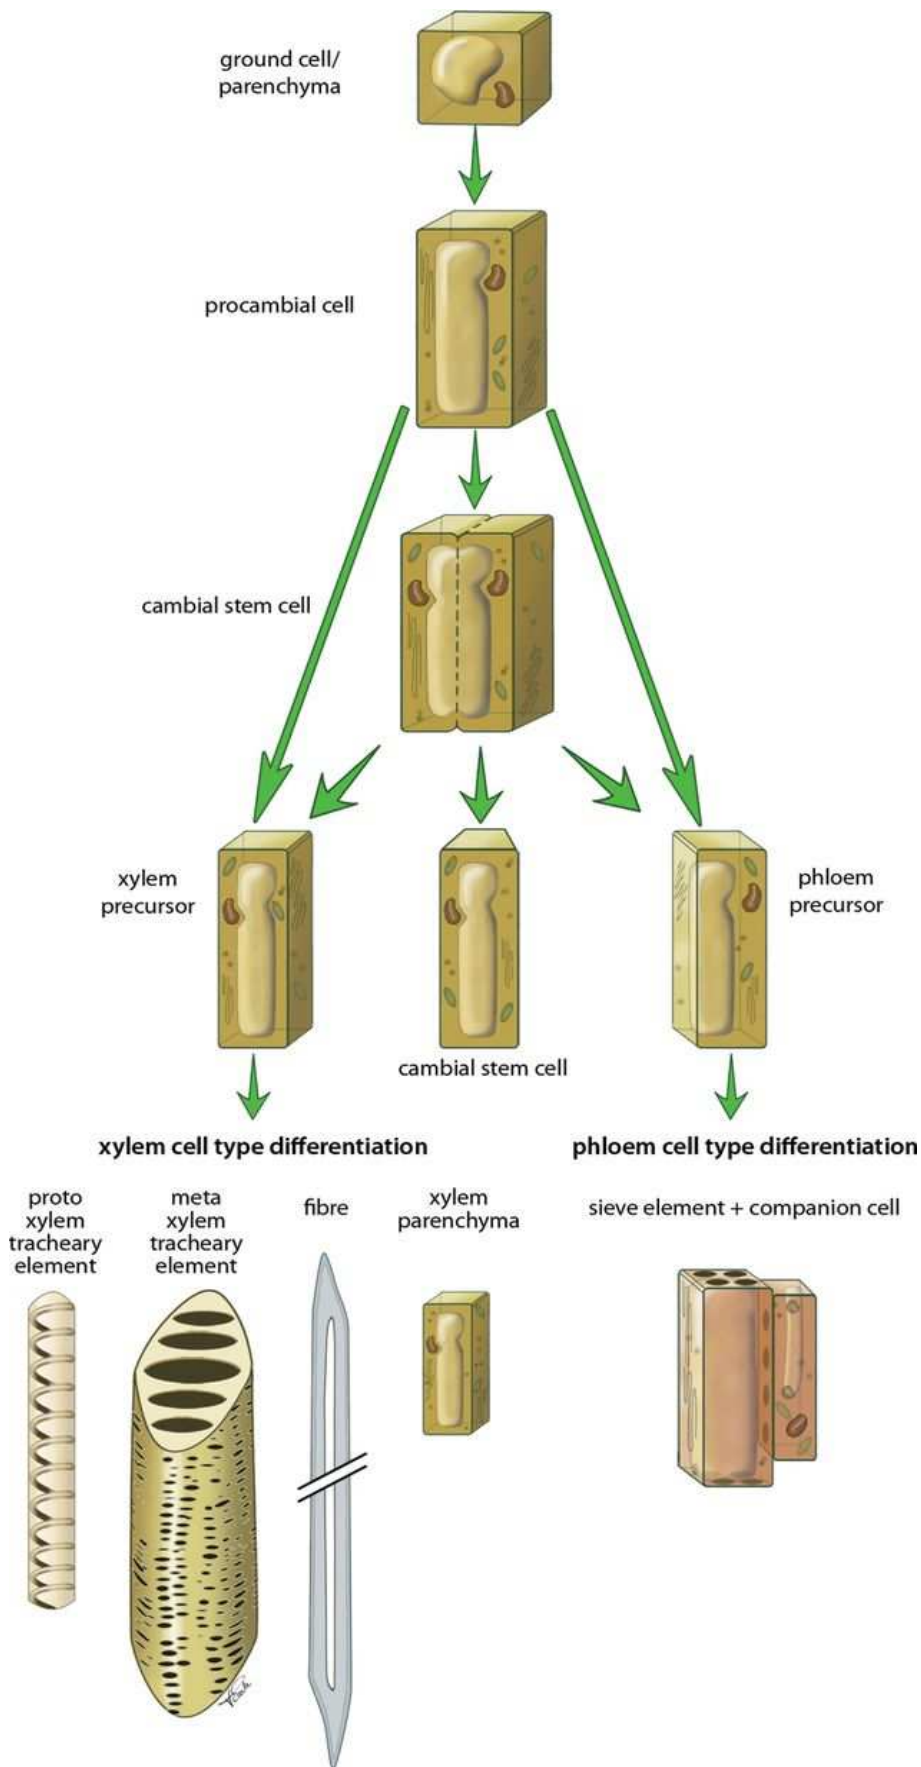 ground cell/
parenchyma
procambial cell
cambial stem cell
xylem
precursor
phloem
precursor
cambial stem cell
xylem cell type differentiation
phloem cell type differentiation
proto
xylem
tracheary
element
meta
xylem
tracheary
element
fibre
xylem
parenchyma
sieve element + companion cell